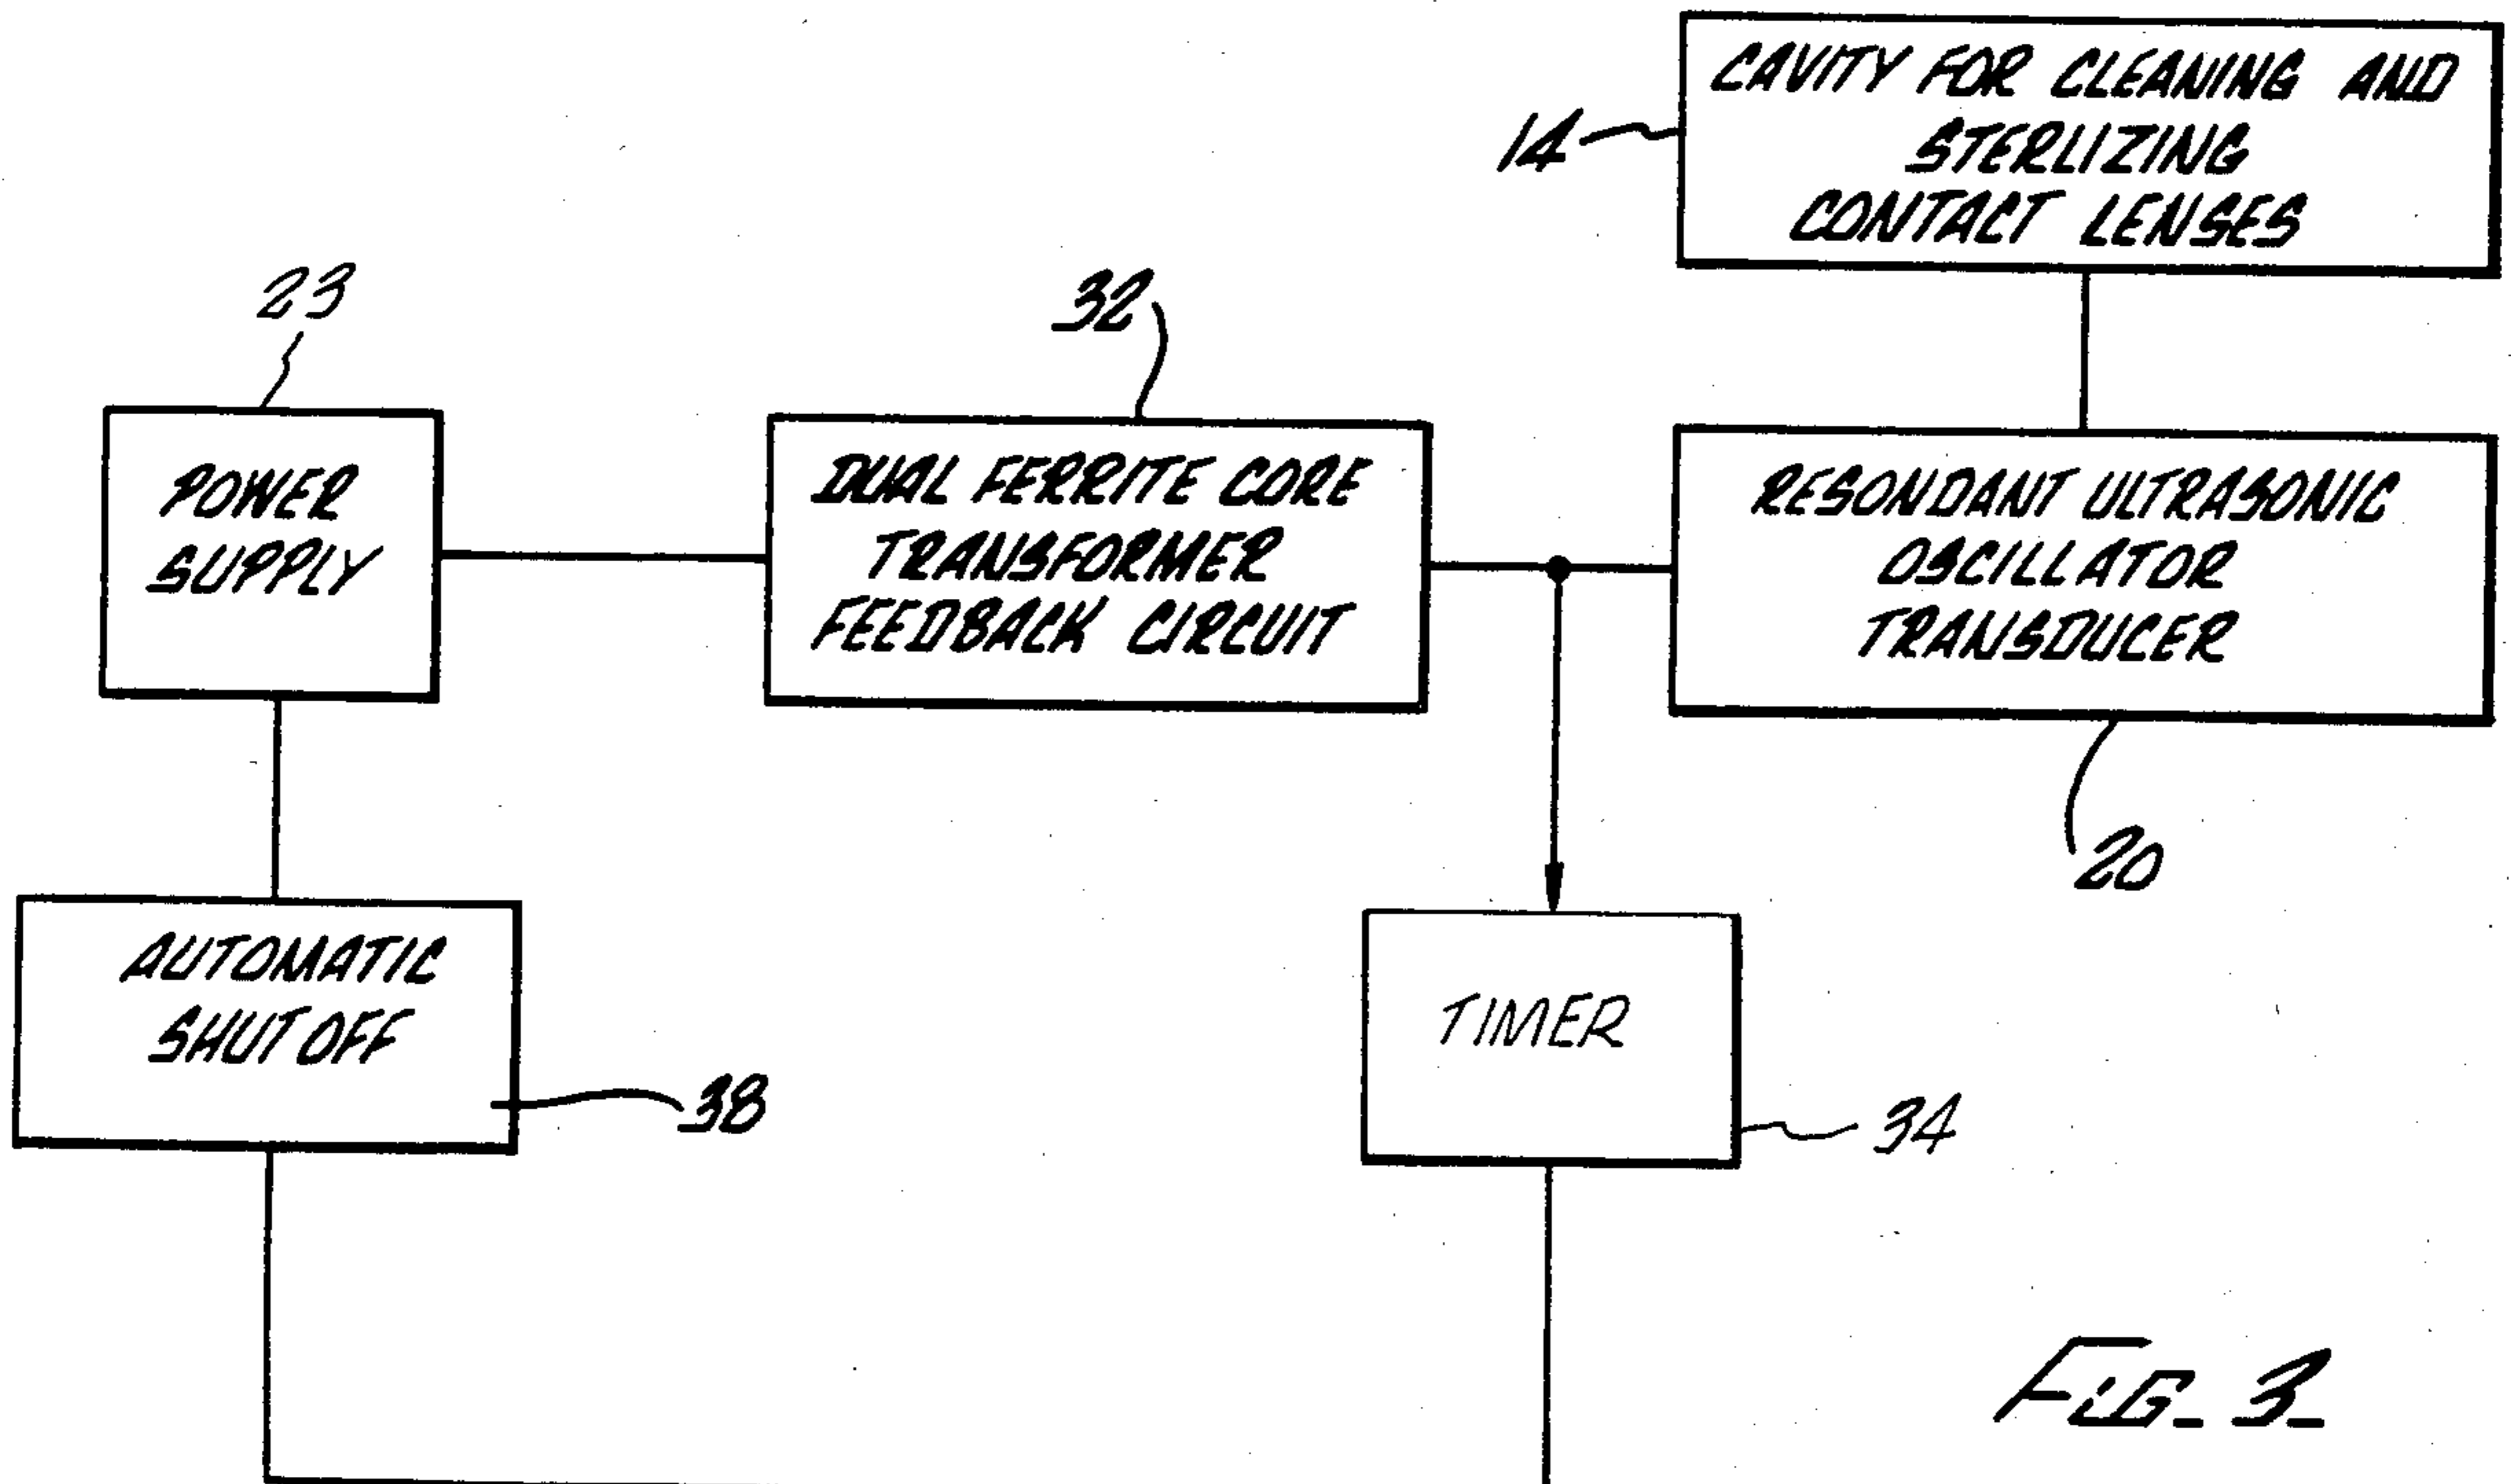 CAVITY FOR CLEANING AND
STERLIZING
CONTACT LENSES
14
23
32
POWER
SUPPLY
DUAL FERRITE CORE
TRANSFORMER
FEEDBACK CIRCUIT
RESONDANT ULTRASONIC
OSCILLATOR
TRANSDUCER
20
AUTOMATIC
SHUT OFF
38
TIMER
34
FIG. 3.